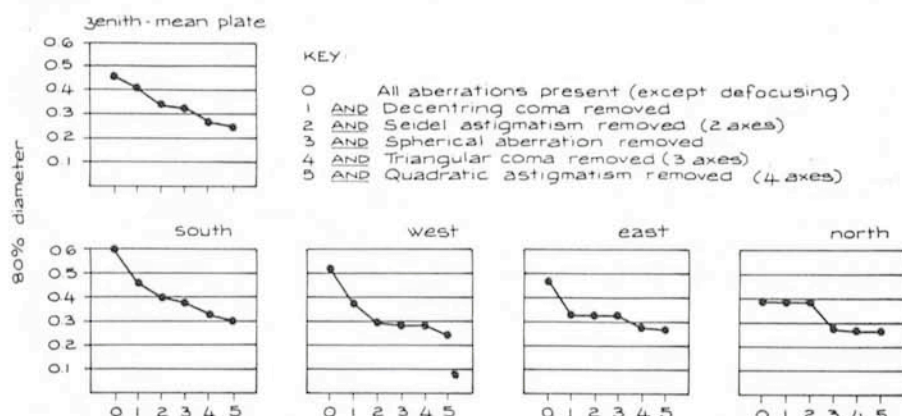 zenith-mean plate
0.6
0.5
0.4
0.3
0.2
0.1
0 1 2 3 4 5
KEY:
0 All aberrations present (except defocusing)
1 AND Decentring coma removed
2 AND Seidel astigmatism removed (2 axes)
3 AND Spherical aberration removed
4 AND Triangular coma removed (3 axes)
5 AND Quadratic astigmatism removed (4 axes)
80% diameter
south
0.6
0.5
0.4
0.3
0.1
0 1 2 3 4 5
west
0 1 2 3 4 5
east
0 1 2 3 4 5
north
0 1 2 3 4 5